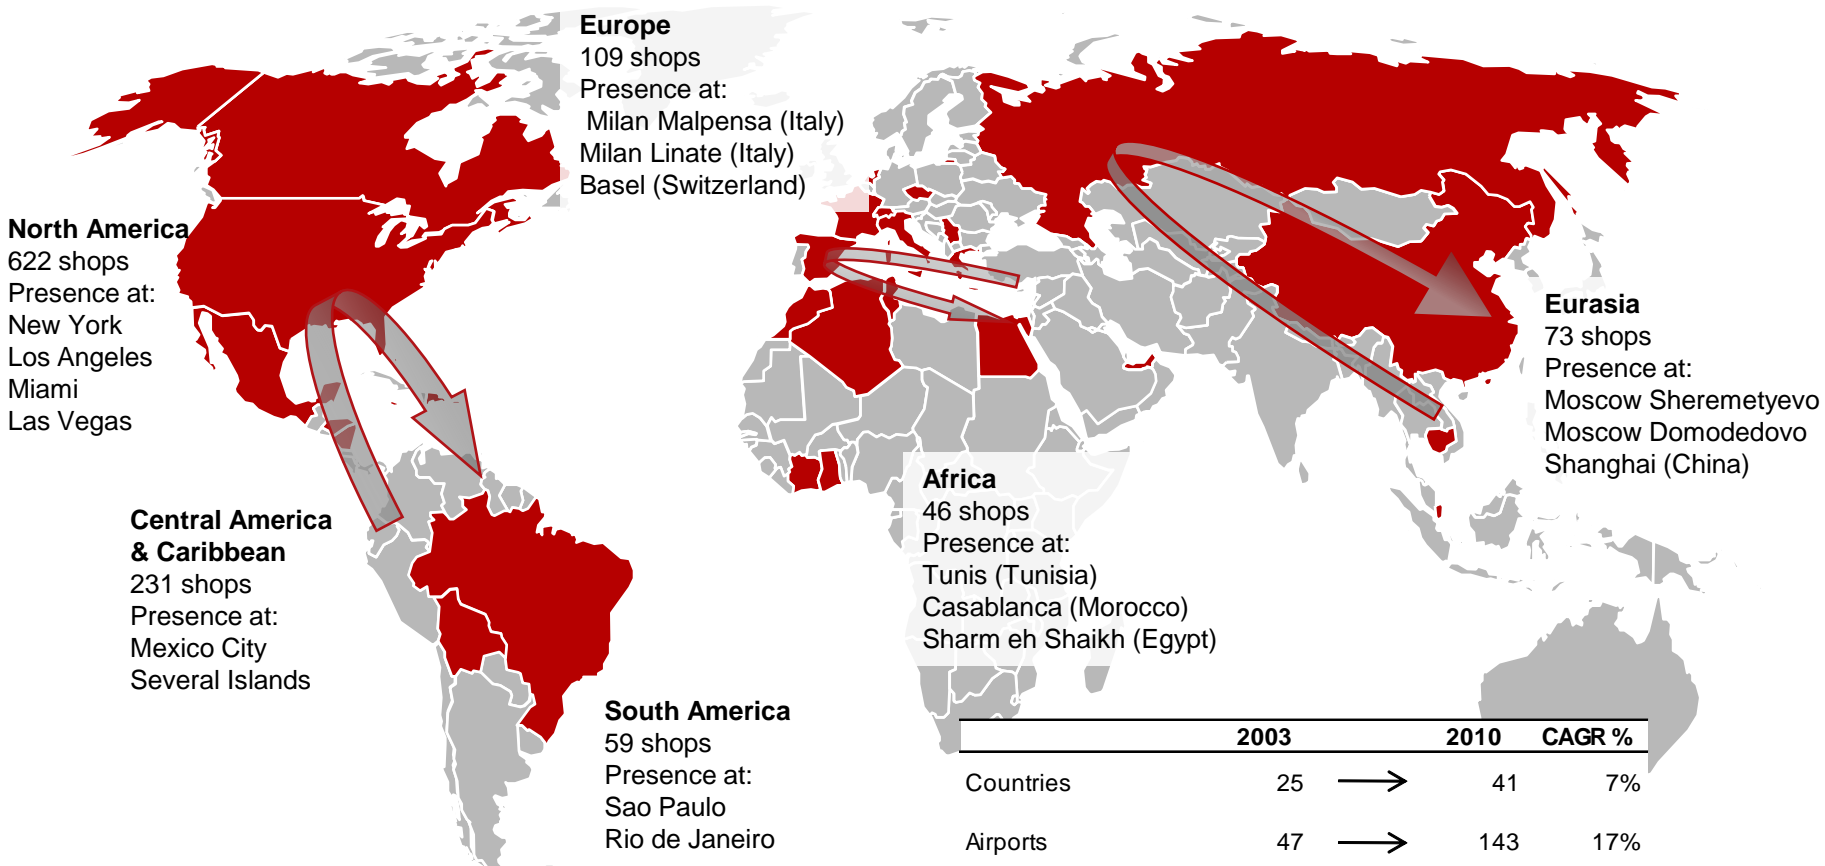 Europe
109 shops
Presence at:
Milan Malpensa (Italy)
Milan Linate (Italy)
Basel (Switzerland)
North America
622 shops
Presence at:
New York
Los Angeles
Miami
Las Vegas
Eurasia
73 shops
Presence at:
Moscow Sheremetyevo
Moscow Domodedovo
Shanghai (China)
Central America
& Caribbean
231 shops
Presence at:
Mexico City
Several Islands
Africa
46 shops
Presence at:
Tunis (Tunisia)
Casablanca (Morocco)
Sharm eh Shaikh (Egypt)
South America
59 shops
Presence at:
Sao Paulo
Rio de Janeiro
2003 2010 CAGR %
Countries 25 → 41 7%
Airports 47 → 143 17%